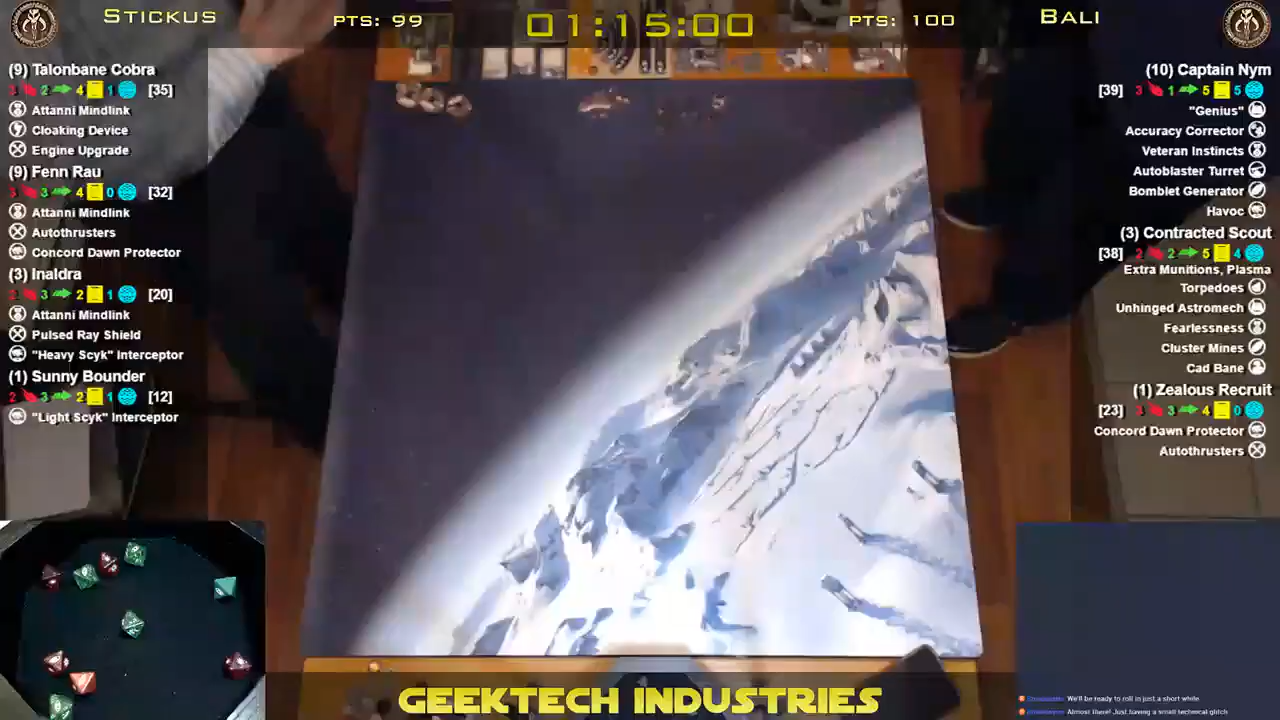 STICKUS
PTS: 99
01:15:00
PTS: 100
BALI
(9) Talonbane Cobra
3 2 4 1 [35]
Attanni Mindlink
Cloaking Device
Engine Upgrade
(9) Fenn Rau
3 3 4 0 [32]
Attanni Mindlink
Autothrusters
Concord Dawn Protector
(3) Inaldra
2 3 2 1 [20]
Attanni Mindlink
Pulsed Ray Shield
"Heavy Scyk" Interceptor
(1) Sunny Bounder
2 3 2 1 [12]
"Light Scyk" Interceptor
(10) Captain Nym
[39] 3 1 5 5
"Genius"
Accuracy Corrector
Veteran Instincts
Autoblaster Turret
Bomblet Generator
Havoc
(3) Contracted Scout
[38] 2 2 5 4
Extra Munitions, Plasma
Torpedoes
Unhinged Astromech
Fearlessness
Cluster Mines
Cad Bane
(1) Zealous Recruit
[23] 3 3 4 0
Concord Dawn Protector
Autothrusters
We'll be ready to roll in just a short while
Almost there! Just having a small technical glitch
GEEKTECH INDUSTRIES